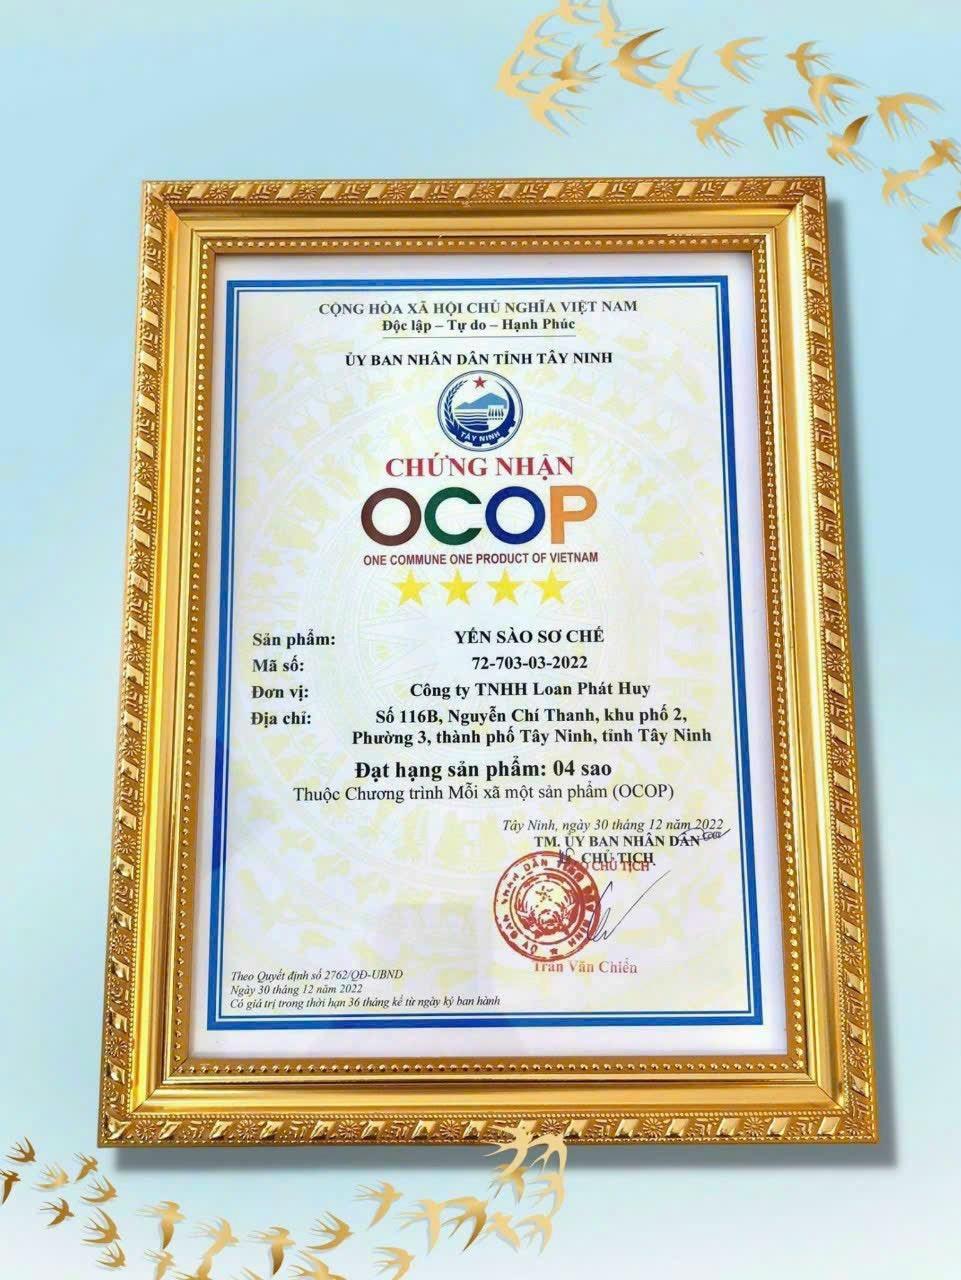 CỘNG HÒA XÃ HỘI CHỦ NGHĨA VIỆT NAM
Độc lập – Tự do – Hạnh Phúc
ỦY BAN NHÂN DÂN TỈNH TÂY NINH
TÂY NINH
CHỨNG NHẬN
OCOP
ONE COMMUNE ONE PRODUCT OF VIETNAM
Sản phẩm: YẾN SÀO SƠ CHẾ
Mã số: 72-703-03-2022
Đơn vị: Công ty TNHH Loan Phát Huy
Địa chỉ: Số 116B, Nguyễn Chí Thanh, khu phố 2,
Phường 3, thành phố Tây Ninh, tỉnh Tây Ninh
Đạt hạng sản phẩm: 04 sao
Thuộc Chương trình Mỗi xã một sản phẩm (OCOP)
Tây Ninh, ngày 30 tháng 12 năm 2022
TM. ỦY BAN NHÂN DÂN
CHỦ TỊCH
CHỦ TỊCH
Trần Văn Chiến
Theo Quyết định số 2762/QĐ-UBND
Ngày 30 tháng 12 năm 2022
Có giá trị trong thời hạn 36 tháng kể từ ngày ký ban hành